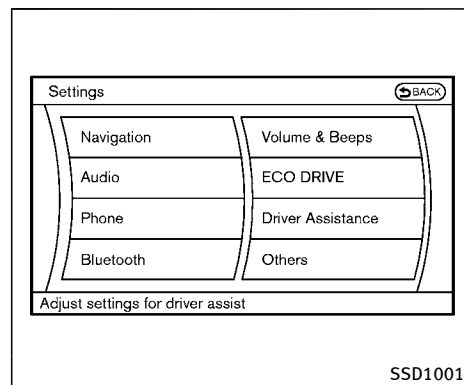 Settings
BACK
Navigation
Volume & Beeps
Audio
ECO DRIVE
Phone
Driver Assistance
Bluetooth
Others
Adjust settings for driver assist
SSD1001